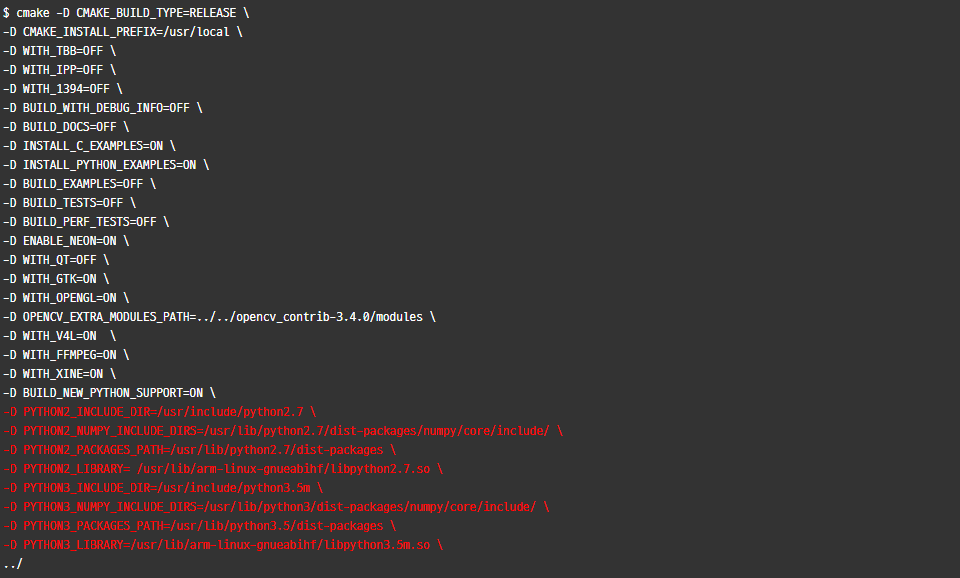 $ cmake -D CMAKE_BUILD_TYPE=RELEASE \
-D CMAKE_INSTALL_PREFIX=/usr/local \
-D WITH_TBB=OFF \
-D WITH_IPP=OFF \
-D WITH_1394=OFF \
-D BUILD_WITH_DEBUG_INFO=OFF \
-D BUILD_DOCS=OFF \
-D INSTALL_C_EXAMPLES=ON \
-D INSTALL_PYTHON_EXAMPLES=ON \
-D BUILD_EXAMPLES=OFF \
-D BUILD_TESTS=OFF \
-D BUILD_PERF_TESTS=OFF \
-D ENABLE_NEON=ON \
-D WITH_QT=OFF \
-D WITH_GTK=ON \
-D WITH_OPENGL=ON \
-D OPENCV_EXTRA_MODULES_PATH=../../opencv_contrib-3.4.0/modules \
-D WITH_V4L=ON  \
-D WITH_FFMPEG=ON \
-D WITH_XINE=ON \
-D BUILD_NEW_PYTHON_SUPPORT=ON \
-D PYTHON2_INCLUDE_DIR=/usr/include/python2.7 \
-D PYTHON2_NUMPY_INCLUDE_DIRS=/usr/lib/python2.7/dist-packages/numpy/core/include/ \
-D PYTHON2_PACKAGES_PATH=/usr/lib/python2.7/dist-packages \
-D PYTHON2_LIBRARY= /usr/lib/arm-linux-gnueabihf/libpython2.7.so \
-D PYTHON3_INCLUDE_DIR=/usr/include/python3.5m \
-D PYTHON3_NUMPY_INCLUDE_DIRS=/usr/lib/python3/dist-packages/numpy/core/include/ \
-D PYTHON3_PACKAGES_PATH=/usr/lib/python3.5/dist-packages \
-D PYTHON3_LIBRARY=/usr/lib/arm-linux-gnueabihf/libpython3.5m.so \
../